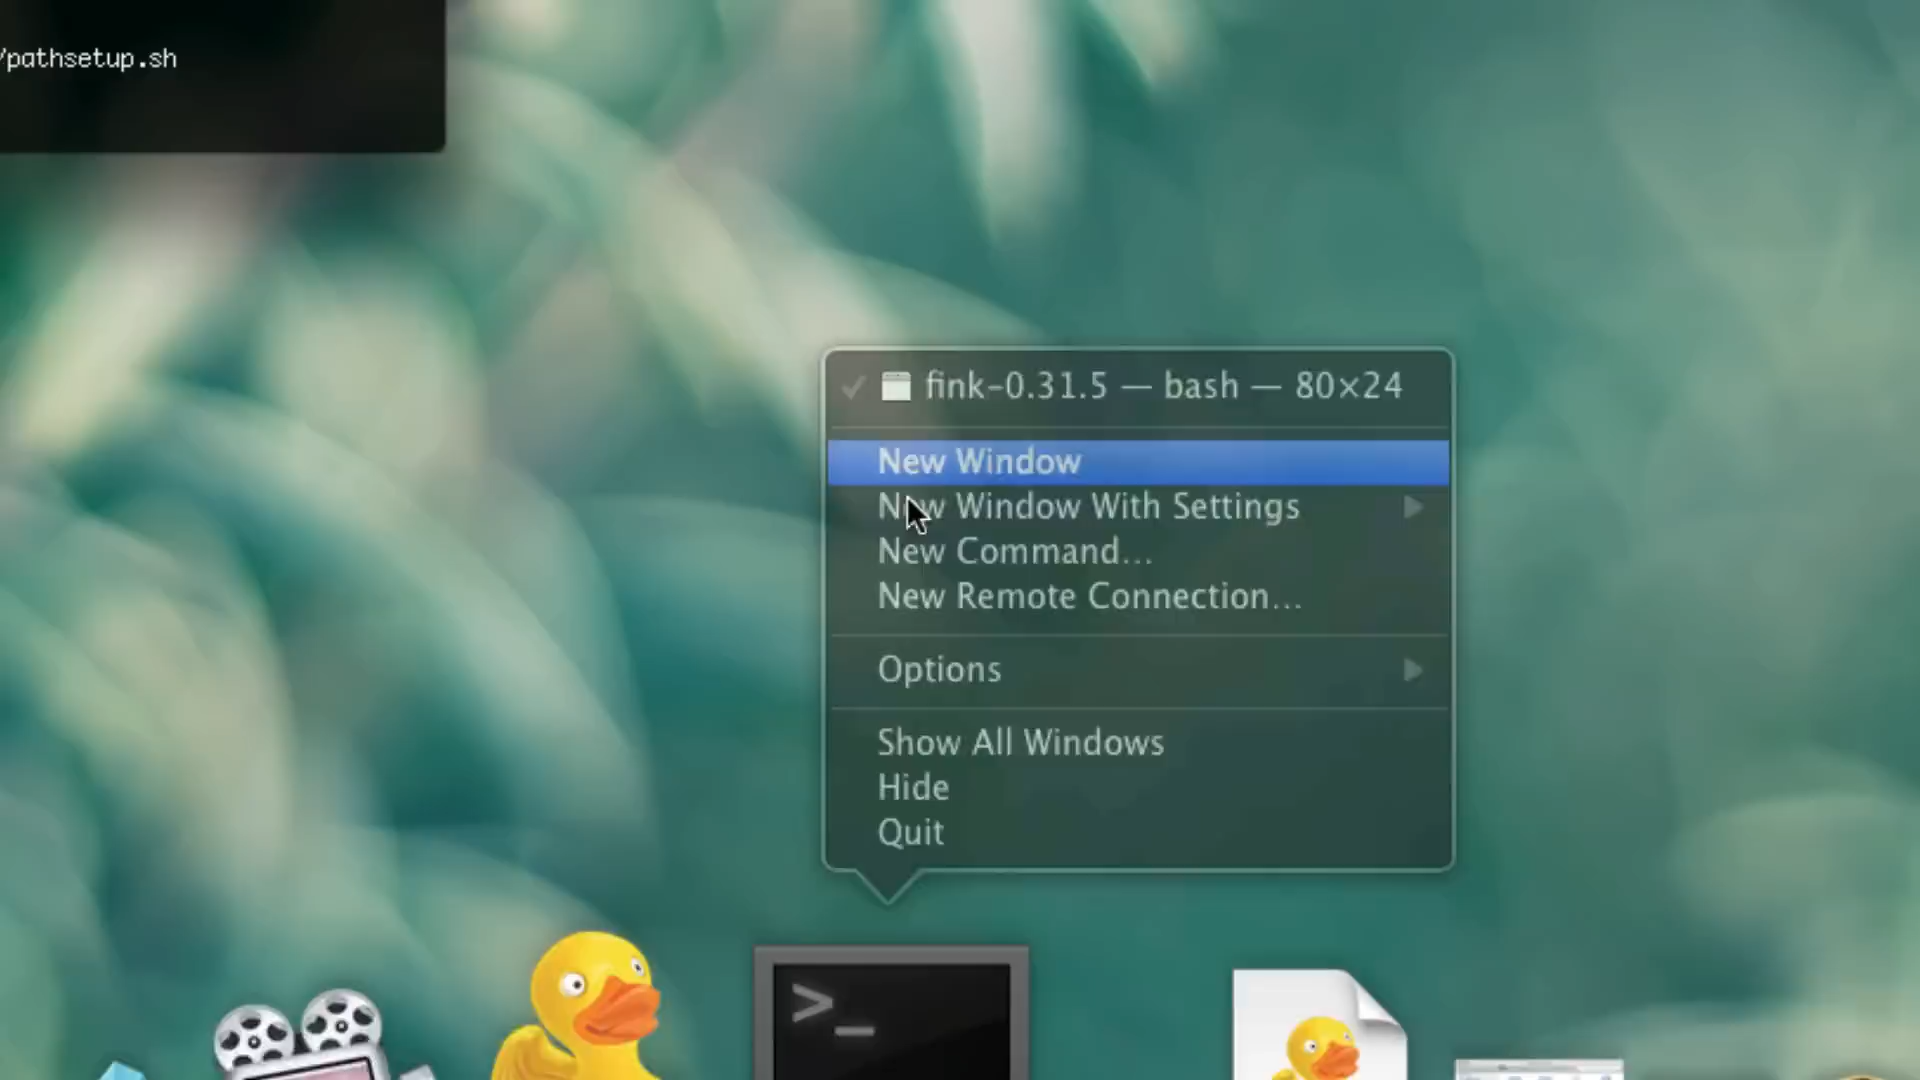 /pathsetup.sh
fink-0.31.5 — bash — 80×24
New Window
New Window With Settings
New Command...
New Remote Connection...
Options
Show All Windows
Hide
Quit
>_